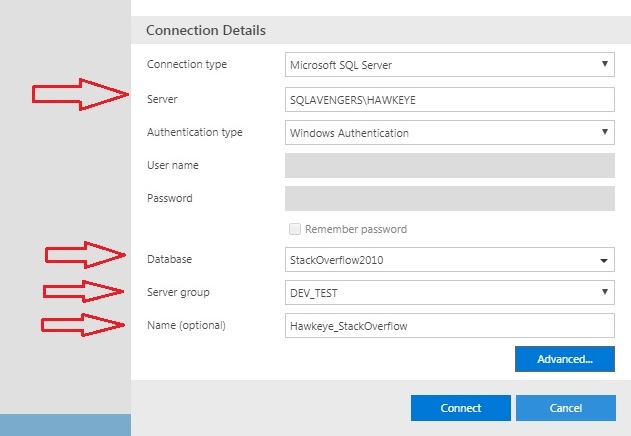 Connection Details
Connection type Microsoft SQL Server
Server SQLAVENGERS\HAWKEYE
Authentication type Windows Authentication
User name
Password
Remember password
Database StackOverflow2010
Server group DEV_TEST
Name (optional) Hawkeye_StackOverflow
Advanced...
Connect Cancel